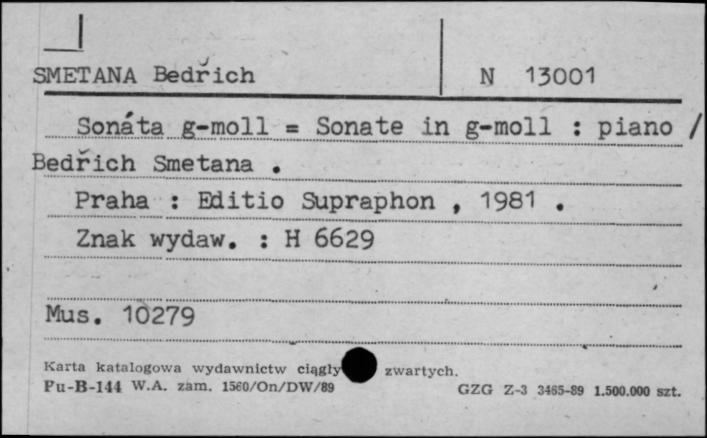 SMETANA Bedřich N 13001
Sonáta g-moll = Sonate in g-moll : piano /
Bedřich Smetana .
Praha : Editio Supraphon , 1981 .
Znak wydaw. : H 6629
Mus. 10279
Karta katalogowa wydawnictw ciągły zwartych.
Pu-B-144 W.A. zam. 1560/On/DW/89 GZG Z-3 3465-89 1.500.000 szt.